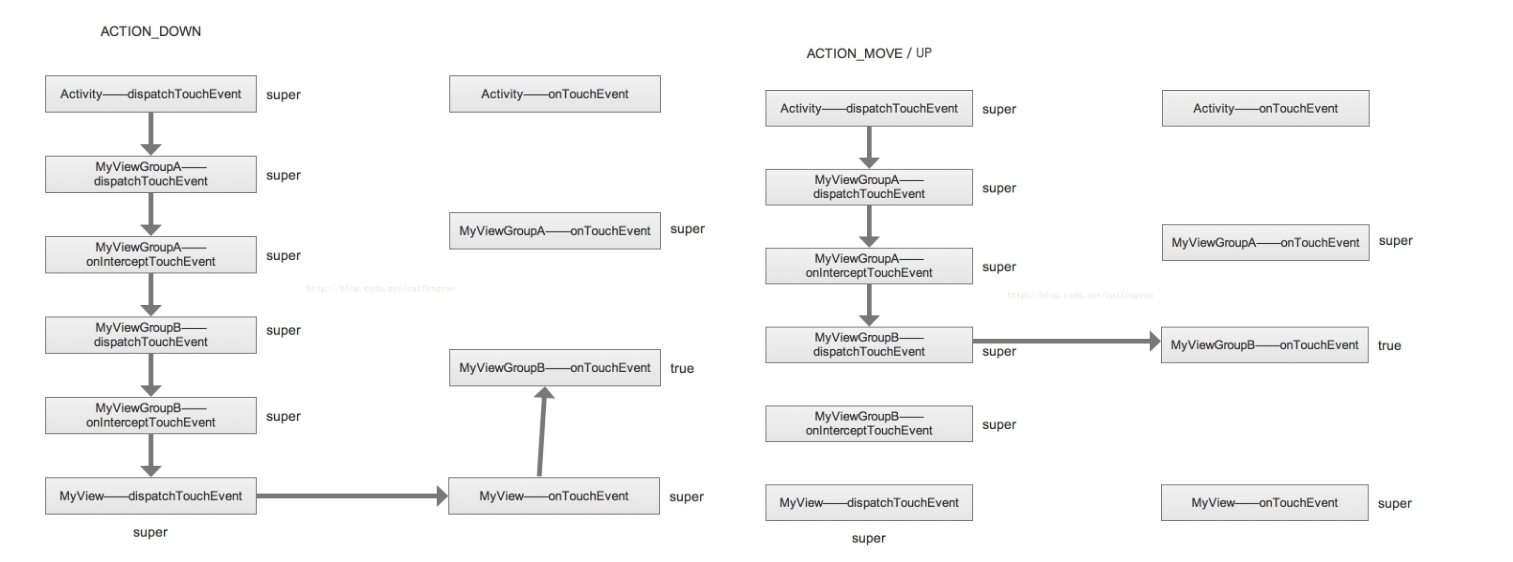 ACTION_DOWN
Activity——dispatchTouchEvent
super
Activity——onTouchEvent
MyViewGroupA——
dispatchTouchEvent
super
MyViewGroupA——onTouchEvent
super
MyViewGroupA——
onInterceptTouchEvent
super
http://blog.csdn.net/caifengyao
MyViewGroupB——
dispatchTouchEvent
super
MyViewGroupB——onTouchEvent
true
MyViewGroupB——
onInterceptTouchEvent
super
MyView——dispatchTouchEvent
super
MyView——onTouchEvent
super
ACTION_MOVE / UP
Activity——dispatchTouchEvent
super
Activity——onTouchEvent
MyViewGroupA——
dispatchTouchEvent
super
MyViewGroupA——onTouchEvent
super
MyViewGroupA——
onInterceptTouchEvent
super
http://blog.csdn.net/caifengyao
MyViewGroupB——
dispatchTouchEvent
super
MyViewGroupB——onTouchEvent
true
MyViewGroupB——
onInterceptTouchEvent
super
MyView——dispatchTouchEvent
super
MyView——onTouchEvent
super